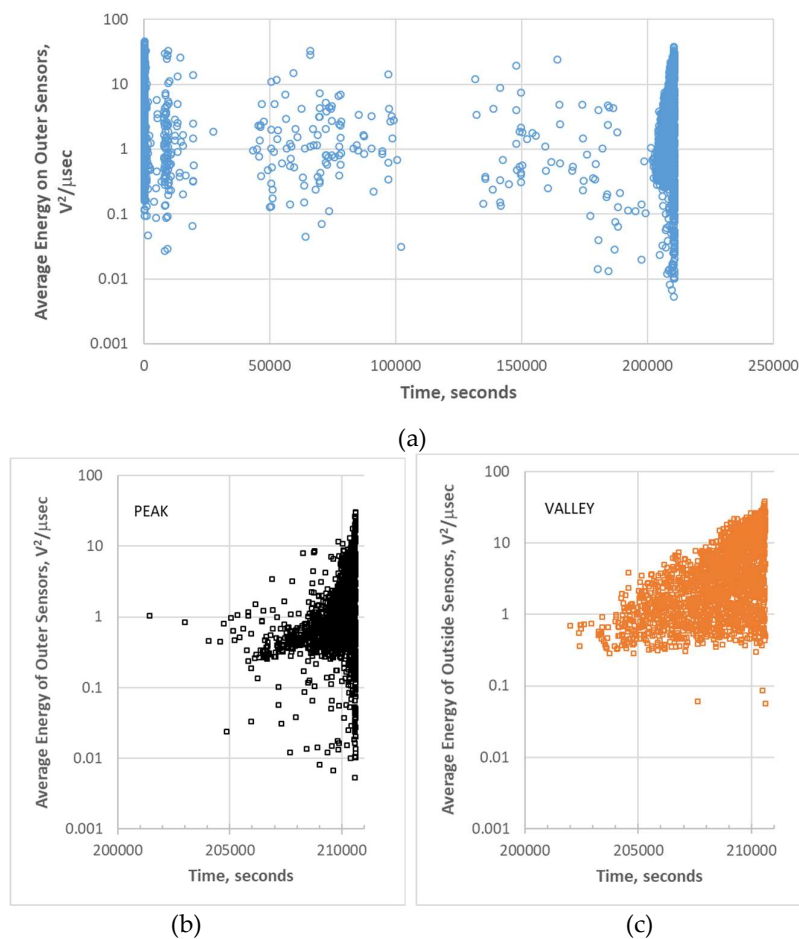 Average Energy on Outer Sensors,
V²/μsec
100
10
1
0.1
0.01
0.001
0
50000
100000
150000
200000
250000
Time, seconds
(a)
Average Energy of Outer Sensors, V²/μsec
100
10
1
0.1
0.01
0.001
PEAK
200000
205000
210000
Time, seconds
(b)
Average Energy of Outside Sensors, V²/μsec
100
10
1
0.1
0.01
0.001
VALLEY
200000
205000
210000
Time, seconds
(c)